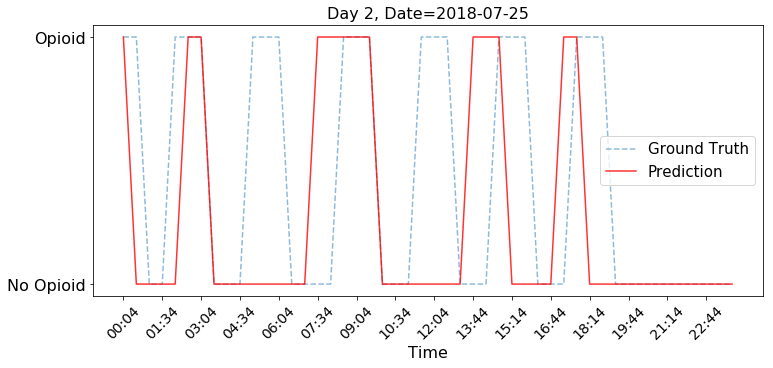 Day 2, Date=2018-07-25
Opioid
No Opioid
Ground Truth
Prediction
00:04
01:34
03:04
04:34
06:04
07:34
09:04
10:34
12:04
13:44
15:14
16:44
18:14
19:44
21:14
22:44
Time